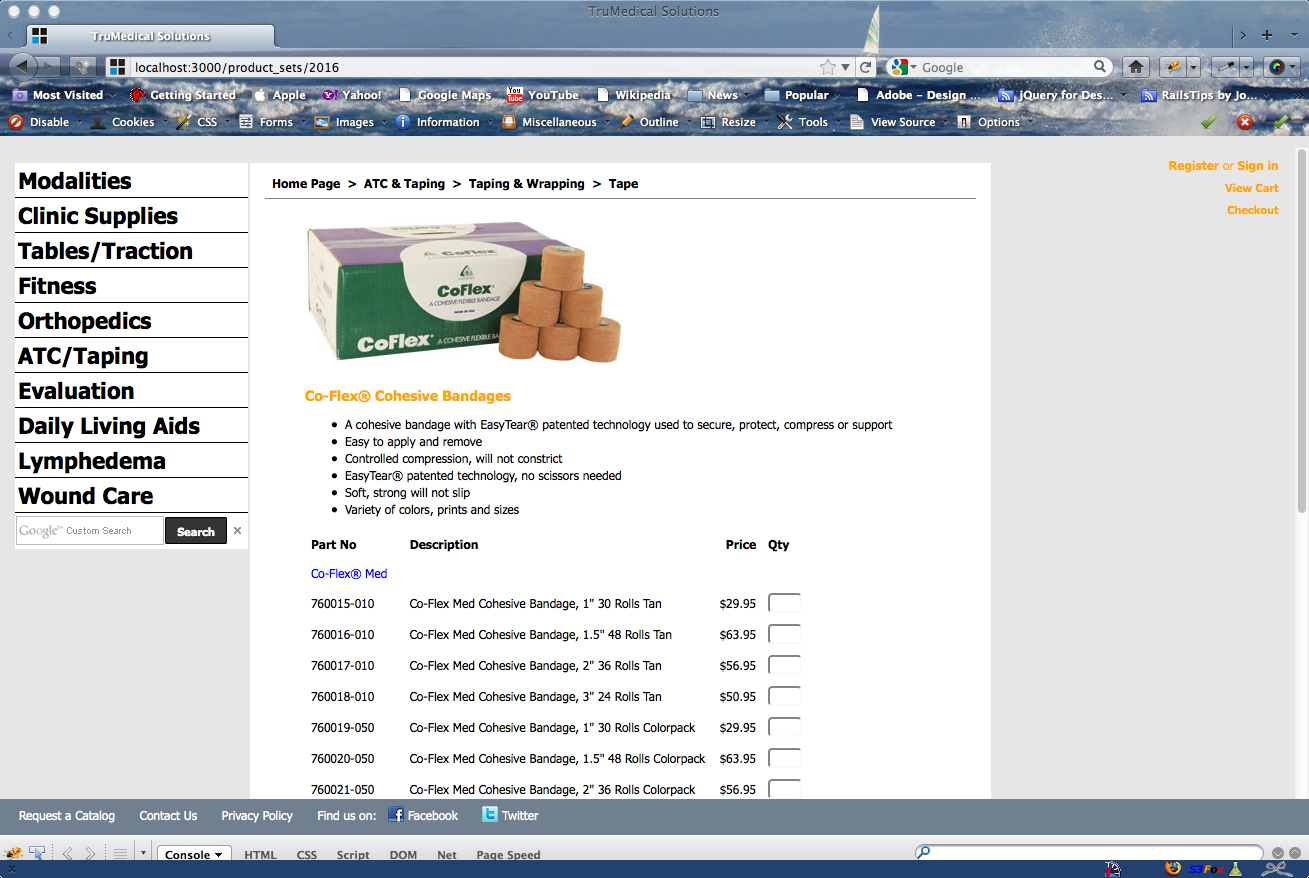 TruMedical Solutions
TruMedical Solutions
localhost:3000/product_sets/2016
Google
Most Visited Getting Started Apple Yahoo! Google Maps YouTube Wikipedia News Popular Adobe – Design ... jQuery for Des... RailsTips by Jo...
Disable Cookies CSS Forms Images Information Miscellaneous Outline Resize Tools View Source Options
Register or Sign in
View Cart
Checkout
Modalities
Clinic Supplies
Tables/Traction
Fitness
Orthopedics
ATC/Taping
Evaluation
Daily Living Aids
Lymphedema
Wound Care
Google™ Custom Search Search ×
Home Page > ATC & Taping > Taping & Wrapping > Tape
CoFlex
CoFlex®
A COHESIVE FLEXIBLE BANDAGE
CoFlex® A COHESIVE FLEXIBLE BA
Co-Flex® Cohesive Bandages
• A cohesive bandage with EasyTear® patented technology used to secure, protect, compress or support
• Easy to apply and remove
• Controlled compression, will not constrict
• EasyTear® patented technology, no scissors needed
• Soft, strong will not slip
• Variety of colors, prints and sizes
Part No Description Price Qty
Co-Flex® Med
760015-010 Co-Flex Med Cohesive Bandage, 1" 30 Rolls Tan $29.95
760016-010 Co-Flex Med Cohesive Bandage, 1.5" 48 Rolls Tan $63.95
760017-010 Co-Flex Med Cohesive Bandage, 2" 36 Rolls Tan $56.95
760018-010 Co-Flex Med Cohesive Bandage, 3" 24 Rolls Tan $50.95
760019-050 Co-Flex Med Cohesive Bandage, 1" 30 Rolls Colorpack $29.95
760020-050 Co-Flex Med Cohesive Bandage, 1.5" 48 Rolls Colorpack $63.95
760021-050 Co-Flex Med Cohesive Bandage, 2" 36 Rolls Colorpack $56.95
Request a Catalog Contact Us Privacy Policy Find us on: Facebook Twitter
Console HTML CSS Script DOM Net Page Speed
S3Fox